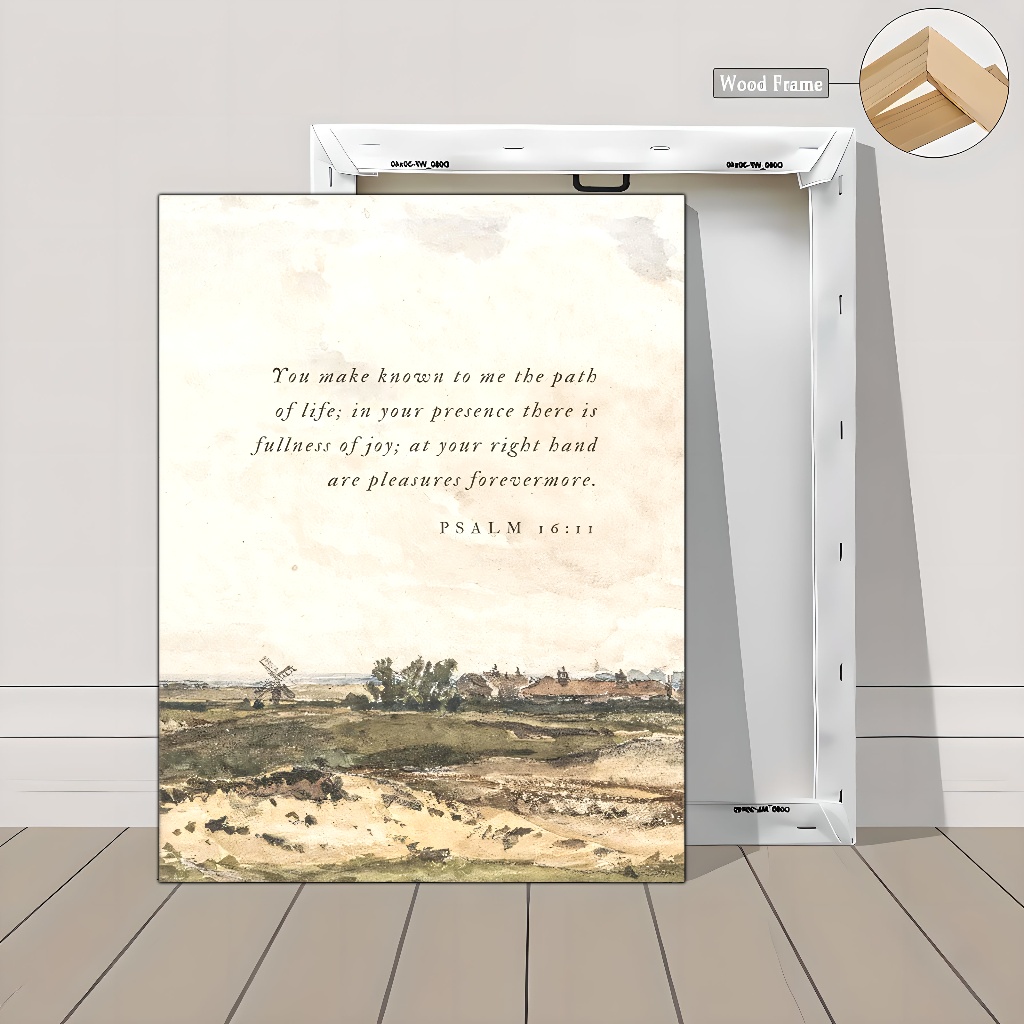 Wood Frame
You make known to me the path
of life; in your presence there is
fullness of joy; at your right hand
are pleasures forevermore.
PSALM 16:11